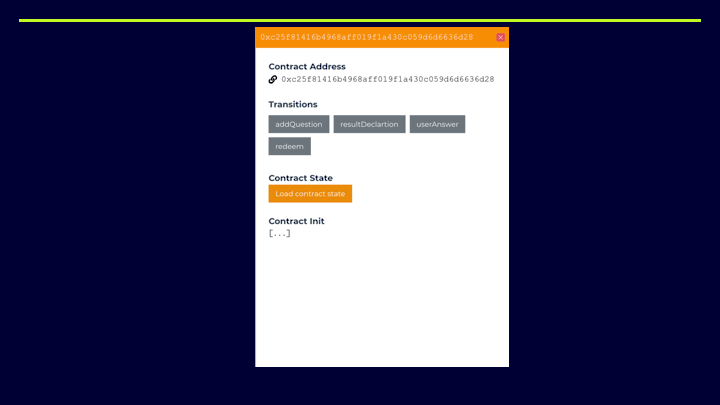 0xc25f81416b4968aff019f1a430c059d6d6636d28
Contract Address
0xc25f81416b4968aff019f1a430c059d6d6636d28
Transitions
addQuestion resultDeclartion userAnswer
redeem
Contract State
Load contract state
Contract Init
[...]